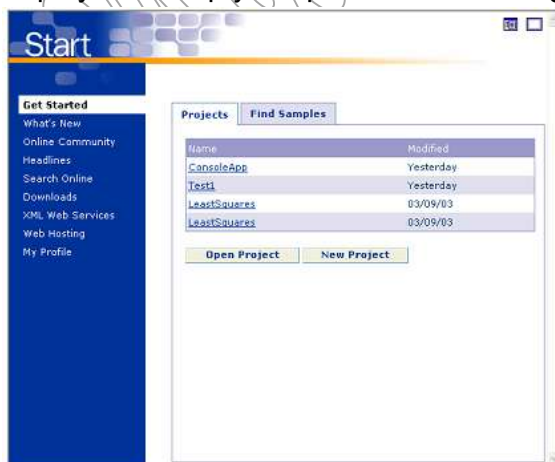 Start
Get Started
What's New
Online Community
Headlines
Search Online
Downloads
XML Web Services
Web Hosting
My Profile
Projects Find Samples
Name Modified
ConsoleApp Yesterday
Test1 Yesterday
LeastSquares 03/09/03
LeastSquares 03/09/03
Open Project New Project